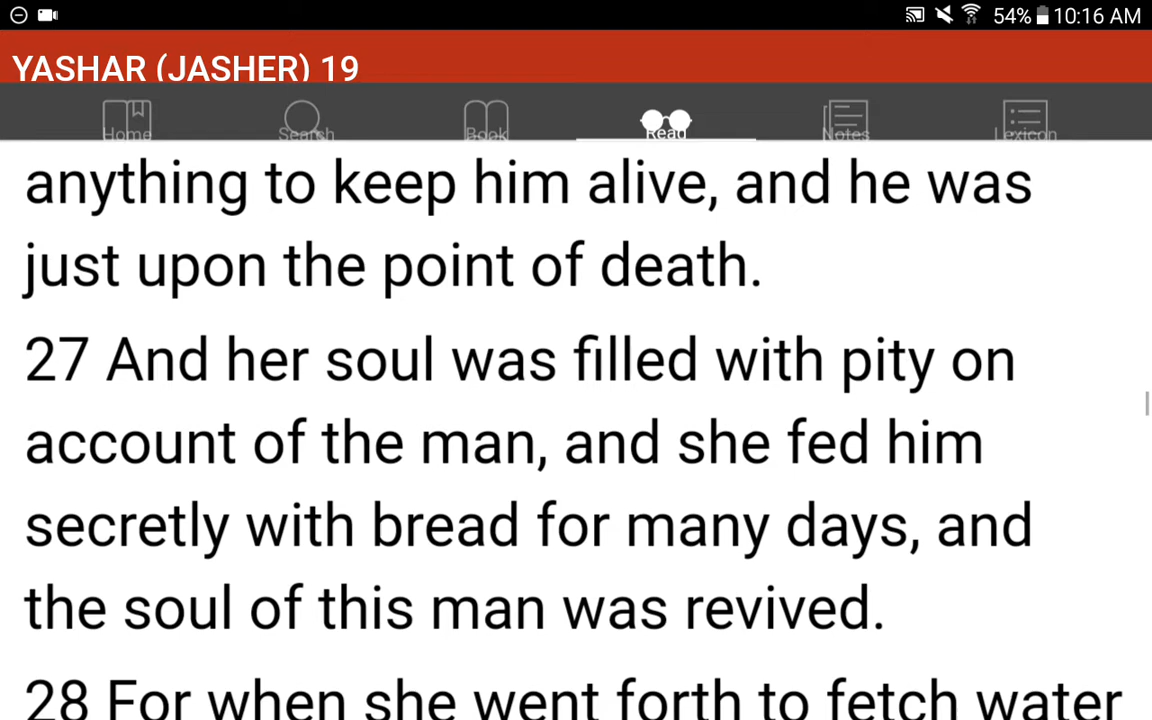 54% 10:16 AM
YASHAR (JASHER) 19
Home Search Book Read Notes Lexicon
anything to keep him alive, and he was
just upon the point of death.
27 And her soul was filled with pity on
account of the man, and she fed him
secretly with bread for many days, and
the soul of this man was revived.
28 For when she went forth to fetch water